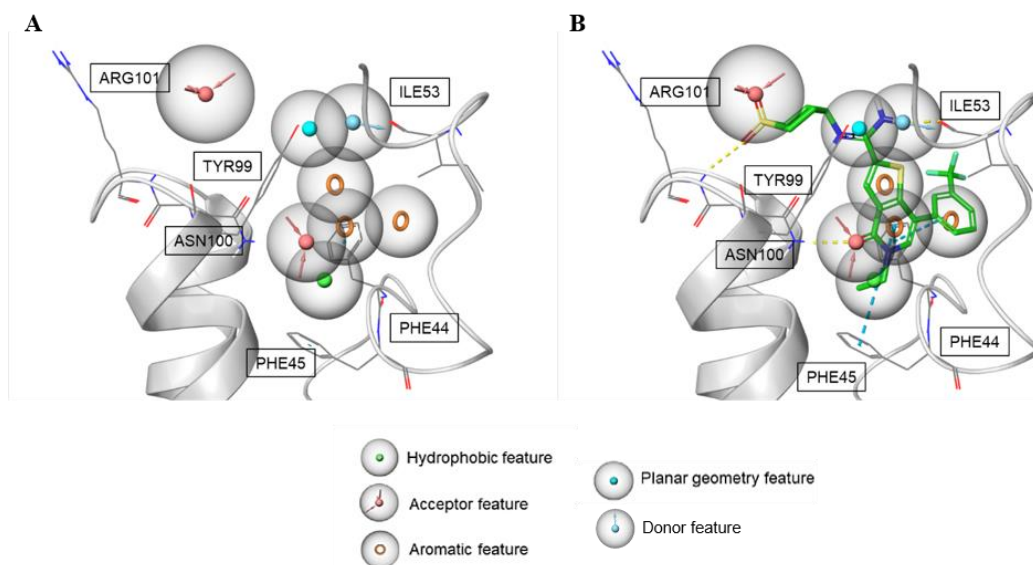 A
ARG101
ILE53
TYR99
ASN100
PHE44
PHE45
B
ARG101
ILE53
TYR99
ASN100
PHE44
PHE45
Hydrophobic feature
Acceptor feature
Aromatic feature
Planar geometry feature
Donor feature